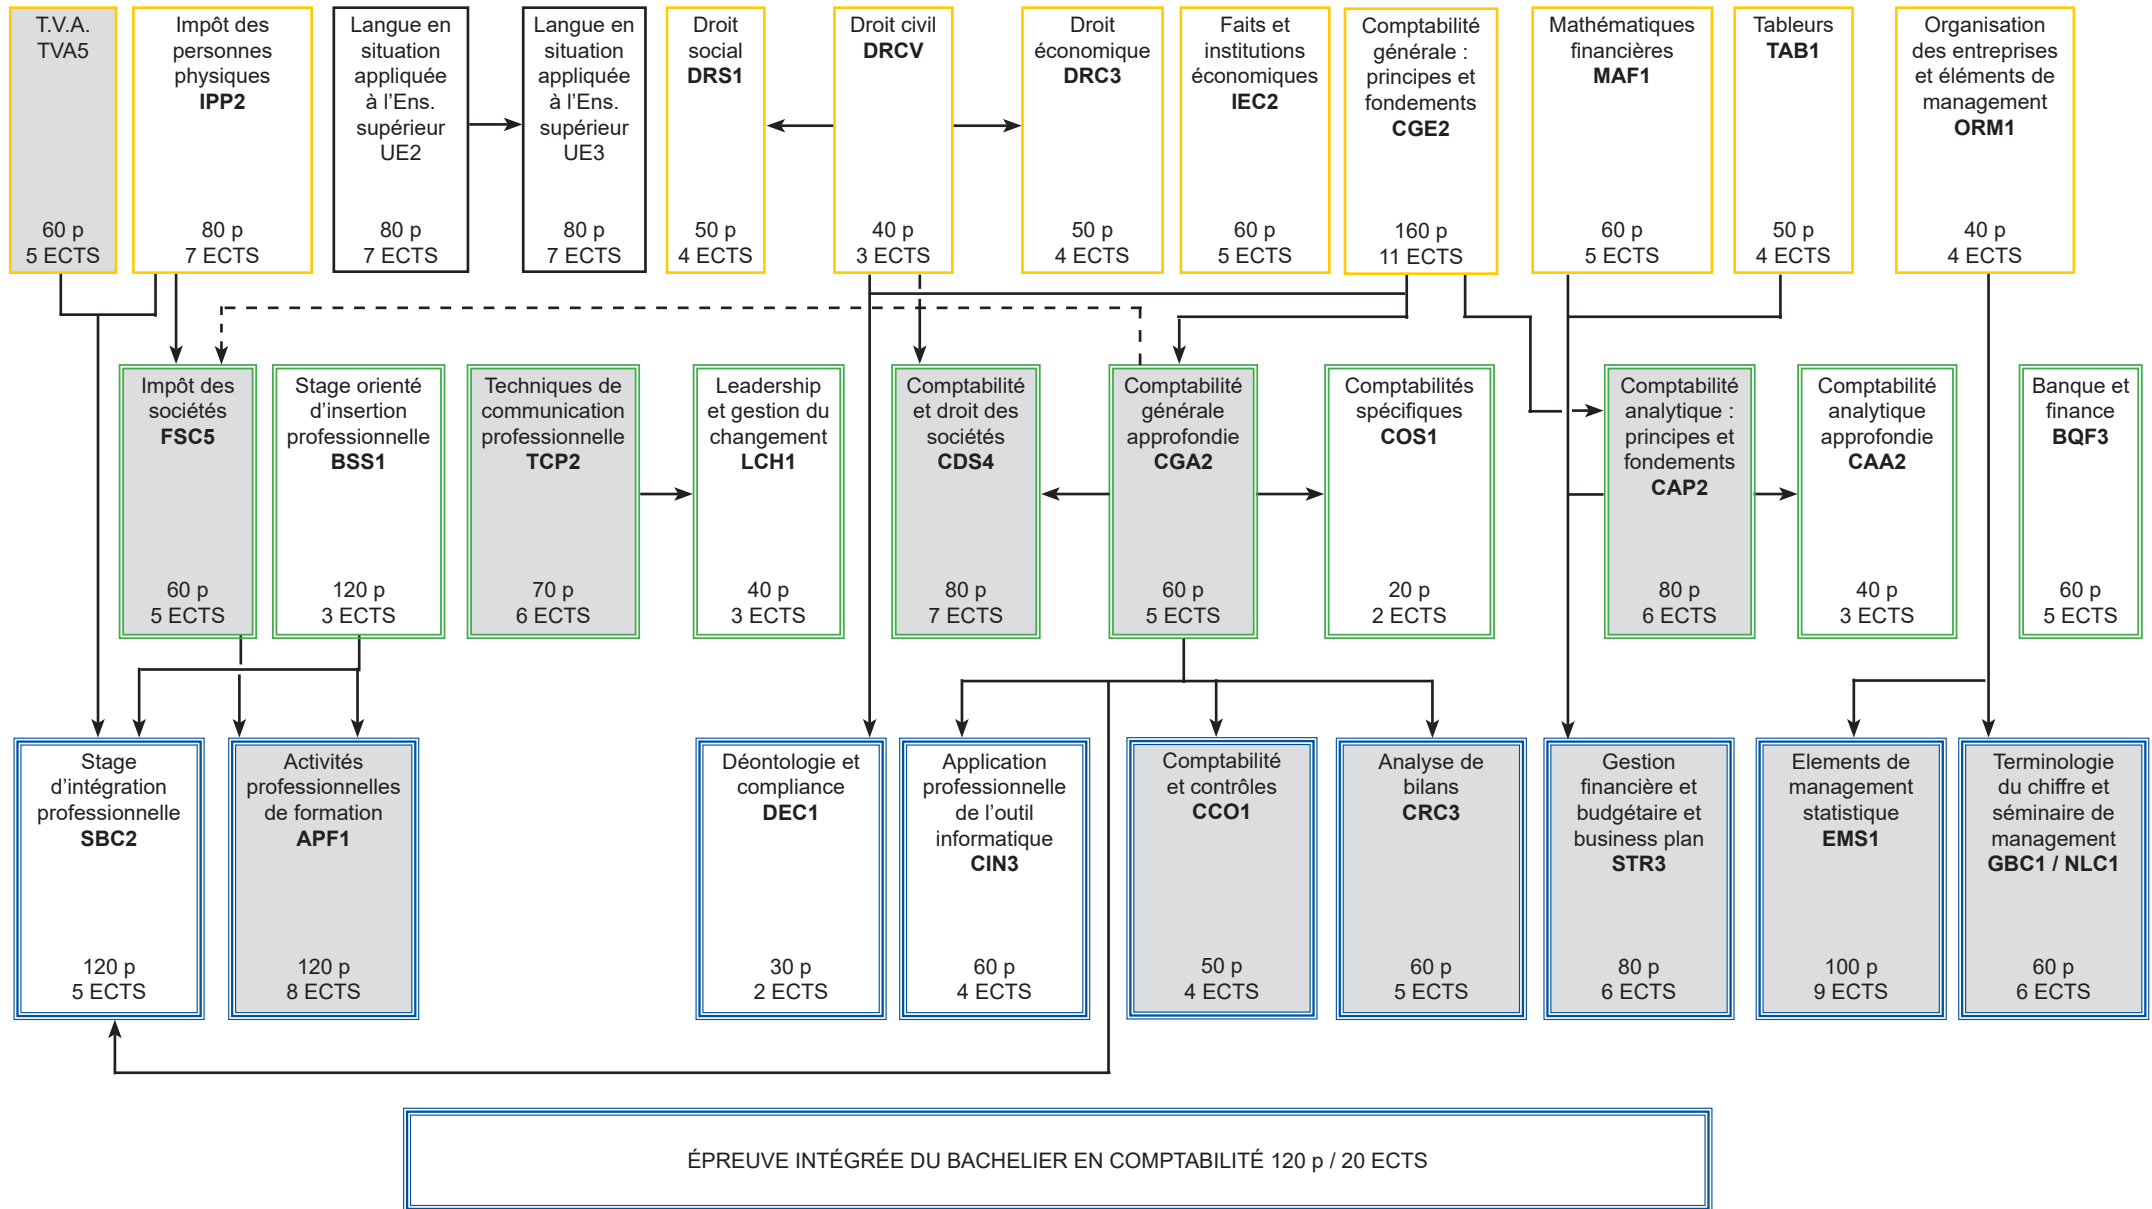 T.V.A.
TVA5
60 p
5 ECTS
Impôt des
personnes
physiques
IPP2
80 p
7 ECTS
Langue en
situation
appliquée
à l'Ens.
supérieur
UE2
80 p
7 ECTS
Langue en
situation
appliquée
à l'Ens.
supérieur
UE3
80 p
7 ECTS
Droit
social
DRS1
50 p
4 ECTS
Droit civil
DRCV
40 p
3 ECTS
Droit
économique
DRC3
50 p
4 ECTS
Faits et
institutions
économiques
IEC2
60 p
5 ECTS
Comptabilité
générale :
principes et
fondements
CGE2
160 p
11 ECTS
Mathématiques
financières
MAF1
60 p
5 ECTS
Tableurs
TAB1
50 p
4 ECTS
Organisation
des entreprises
et éléments de
management
ORM1
40 p
4 ECTS
Impôt des
sociétés
FSC5
60 p
5 ECTS
Stage orienté
d'insertion
professionnelle
BSS1
120 p
3 ECTS
Techniques de
communication
professionnelle
TCP2
70 p
6 ECTS
Leadership
et gestion du
changement
LCH1
40 p
3 ECTS
Comptabilité
et droit des
sociétés
CDS4
80 p
7 ECTS
Comptabilité
générale
approfondie
CGA2
60 p
5 ECTS
Comptabilités
spécifiques
COS1
20 p
2 ECTS
Comptabilité
analytique :
principes et
fondements
CAP2
80 p
6 ECTS
Comptabilité
analytique
approfondie
CAA2
40 p
3 ECTS
Banque et
finance
BQF3
60 p
5 ECTS
Stage
d'intégration
professionnelle
SBC2
120 p
5 ECTS
Activités
professionnelles
de formation
APF1
120 p
8 ECTS
Déontologie et
compliance
DEC1
30 p
2 ECTS
Application
professionnelle
de l'outil
informatique
CIN3
60 p
4 ECTS
Comptabilité
et contrôles
CCO1
50 p
4 ECTS
Analyse de
bilans
CRC3
60 p
5 ECTS
Gestion
financière et
budgétaire et
business plan
STR3
80 p
6 ECTS
Elements de
management
statistique
EMS1
100 p
9 ECTS
Terminologie
du chiffre et
séminaire de
management
GBC1 / NLC1
60 p
6 ECTS
ÉPREUVE INTÉGRÉE DU BACHELIER EN COMPTABILITÉ 120 p / 20 ECTS